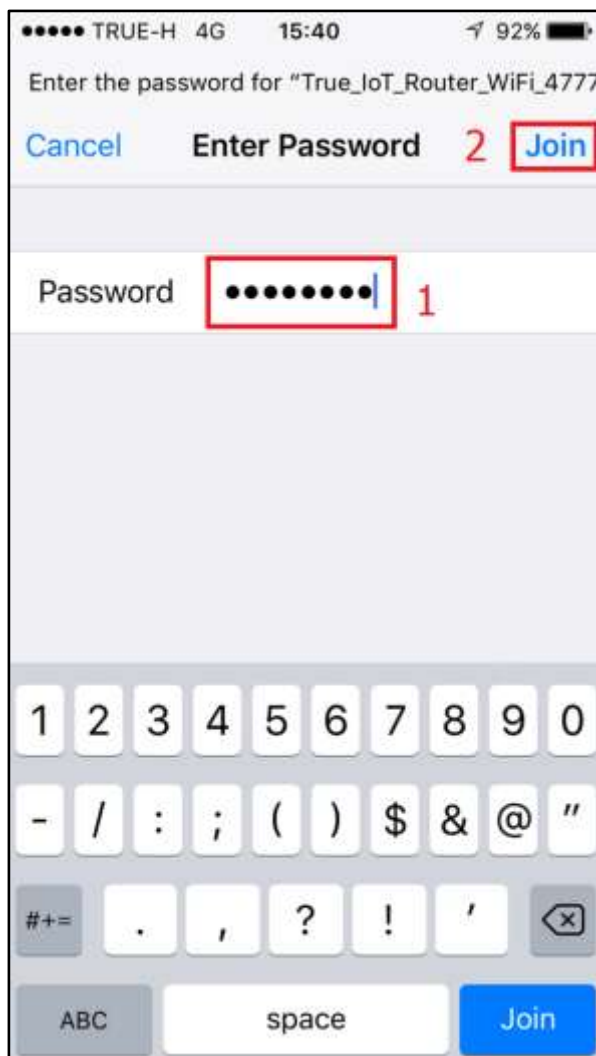 ●●●●● TRUE-H 4G 15:40 92%
Enter the password for “True_IoT_Router_WiFi_4777
Cancel Enter Password 2 Join
Password ●●●●●●●● 1
1 2 3 4 5 6 7 8 9 0
- / : ; ( ) $ & @ "
#+= . , ? ! '
ABC space Join